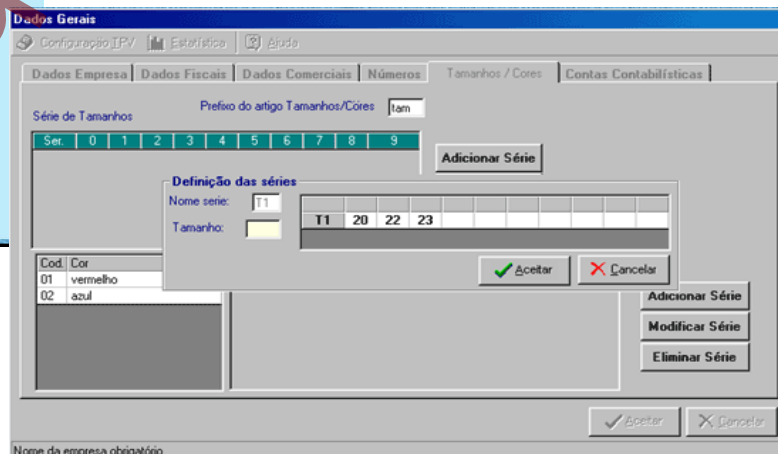 Dados Gerais
Configuração IPV Estatística Ajuda
Dados Empresa Dados Fiscais Dados Comerciais Números Tamanhos / Cores Contas Contabilísticas
Prefixo do artigo Tamanhos/Côres tam
Série de Tamanhos
Ser. 0 1 2 3 4 5 6 7 8 9
Adicionar Série
Definição das séries
Nome serie: T1
T1 20 22 23
Tamanho:
Aceitar Cancelar
Cod. Cor
01 vermelho
02 azul
Adicionar Série
Modificar Série
Eliminar Série
Aceitar Cancelar
Nome da empresa obrigatório